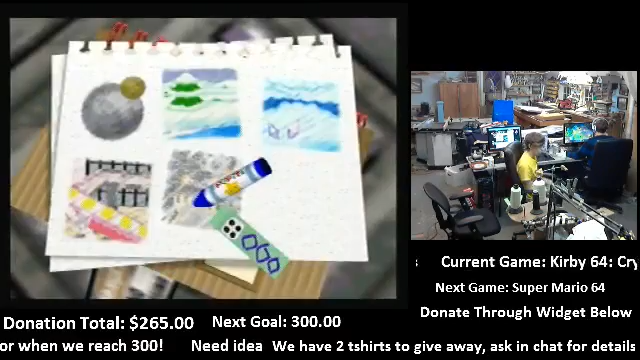 s Current Game: Kirby 64: Cry
Next Game: Super Mario 64
Donate Through Widget Below
Donation Total: $265.00 Next Goal: 300.00
or when we reach 300! Need idea We have 2 tshirts to give away, ask in chat for details